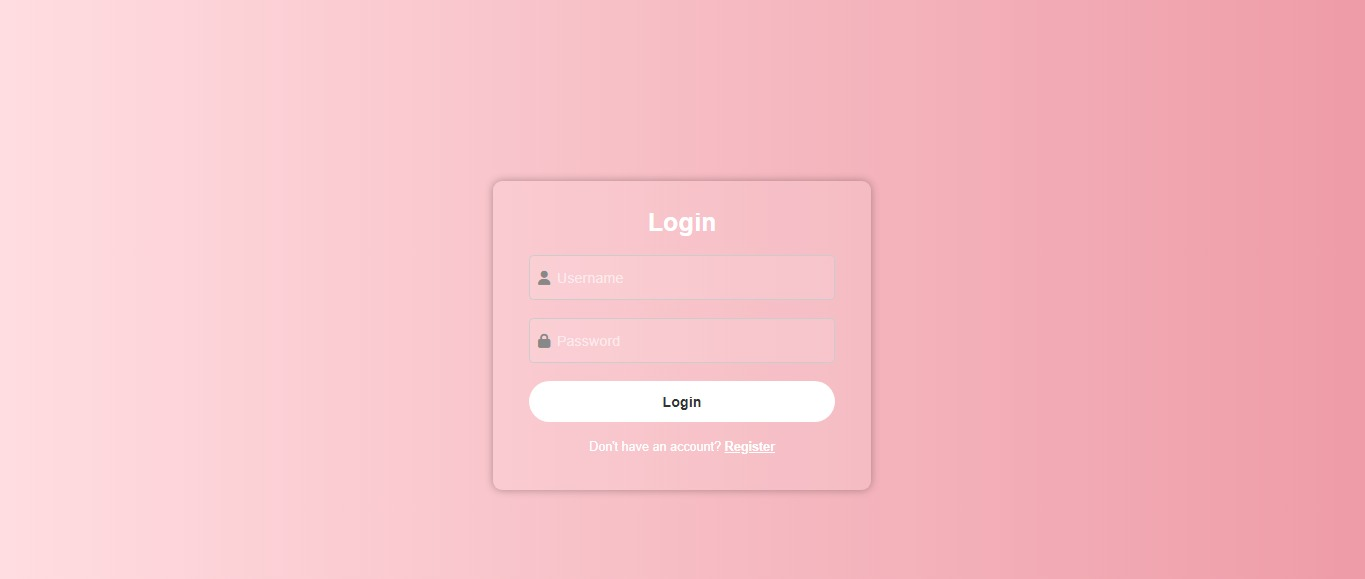 Login
Username
Password
Login
Don't have an account? Register